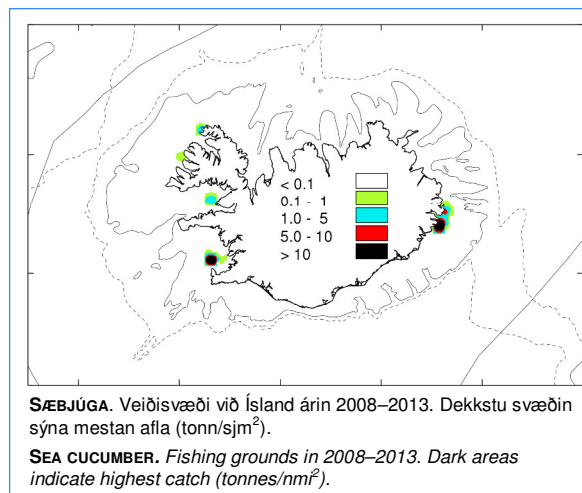 < 0.1
0.1 - 1
1.0 - 5
5.0 - 10
> 10
SÆBJÚGA. Veiðisvæði við Ísland árin 2008–2013. Dekkstu svæðin
sýna mestan afla (tonn/sjm²).
SEA CUCUMBER. Fishing grounds in 2008–2013. Dark areas
indicate highest catch (tonnes/nmi²).